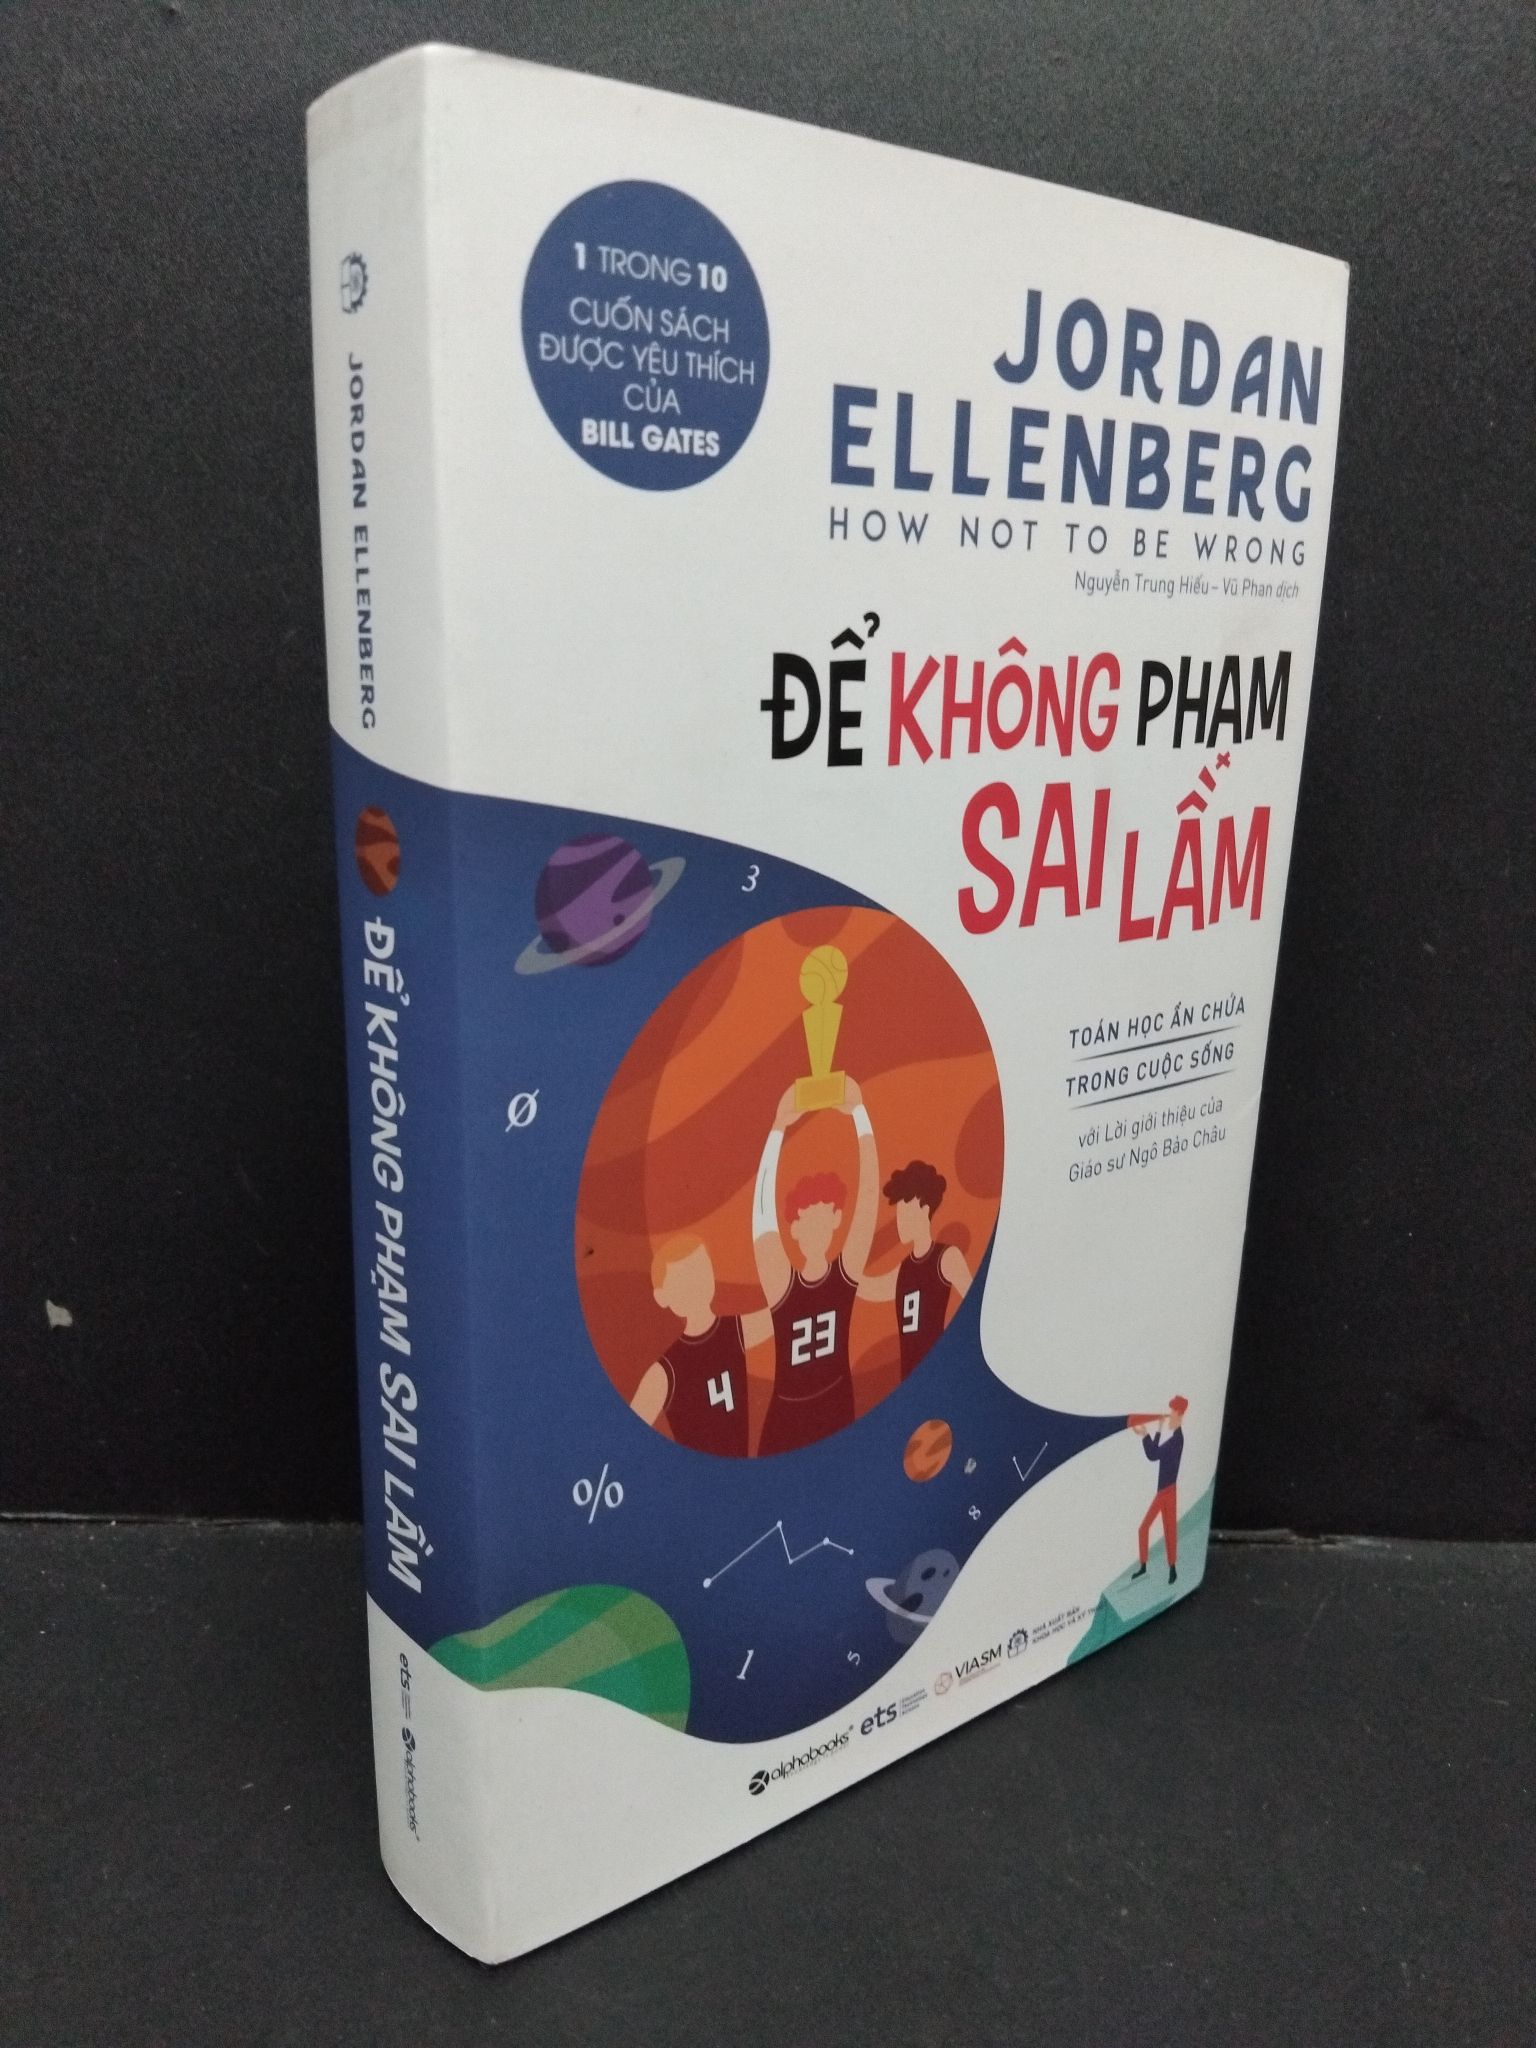 1 TRONG 10
CUỐN SÁCH
ĐƯỢC YÊU THÍCH
CỦA
BILL GATES
JORDAN
ELLENBERG
HOW NOT TO BE WRONG
Nguyễn Trung Hiếu – Vũ Phan dịch
ĐỂ KHÔNG PHẠM
SAI LẦM
TOÁN HỌC ẨN CHỨA
TRONG CUỘC SỐNG
với Lời giới thiệu của
Giáo sư Ngô Bảo Châu
3
Ø
4
23
9
%
8
1
5
alphabooks
ets
VIASM
NHÀ XUẤT BẢN
JORDAN ELLENBERG
ĐỂ KHÔNG PHẠM SAI LẦM
ets
alphabooks